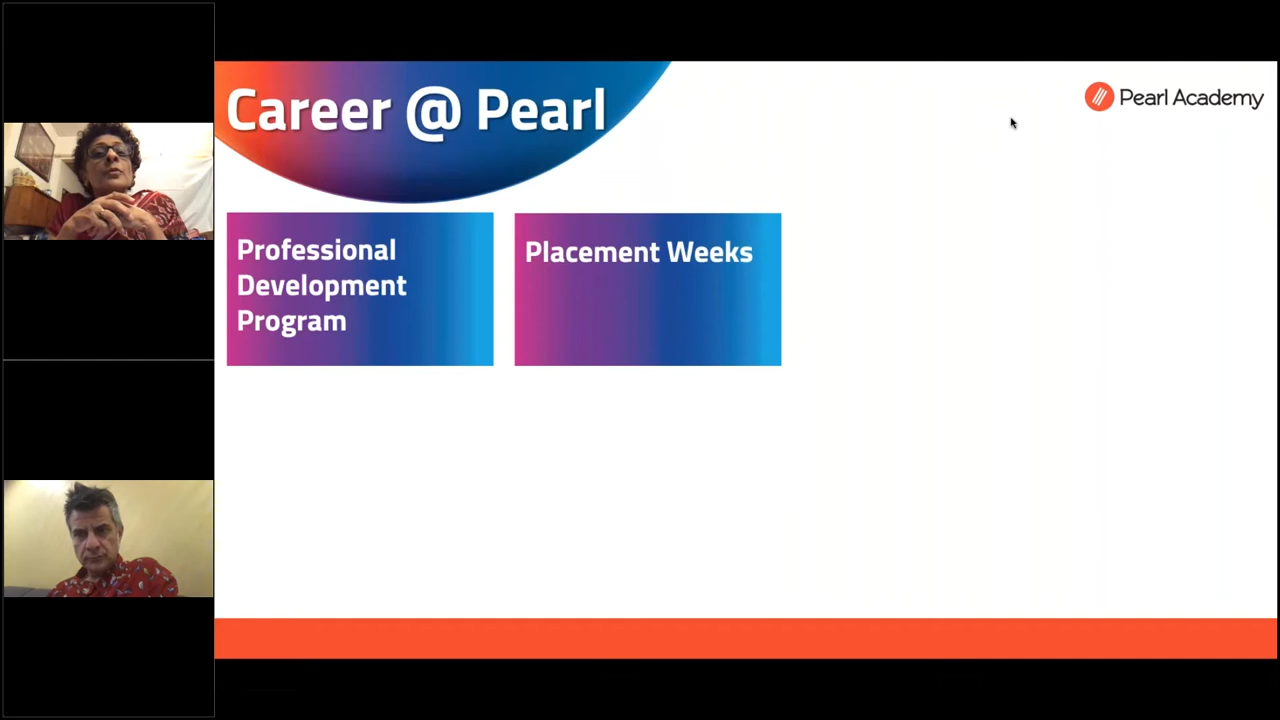 Career @ Pearl
Pearl Academy
Professional
Development
Program
Placement Weeks